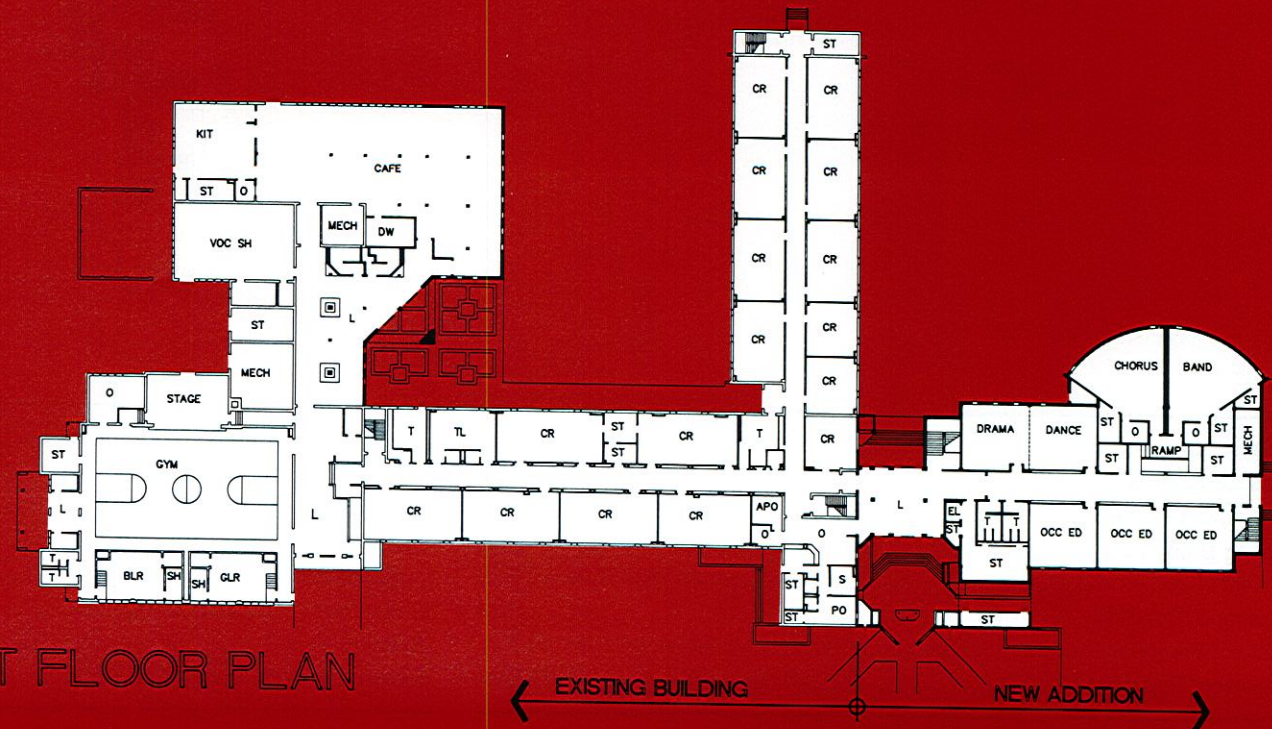 ST
CR
CR
KIT
CAFE
CR
CR
ST
O
MECH
DW
VOC SH
CR
CR
L
ST
CR
CR
MECH
CR
CHORUS
BAND
O
STAGE
ST
T
TL
CR
ST
CR
T
CR
DRAMA
DANCE
ST
O
O
ST
MECH
ST
GYM
ST
RAMP
ST
ST
L
L
CR
CR
CR
CR
APO
O
O
L
EL
ST
T
T
OCC ED
OCC ED
OCC ED
T
T
BLR
SH
SH
GLR
ST
S
ST
PO
ST
ST
T FLOOR PLAN
EXISTING BUILDING
NEW ADDITION